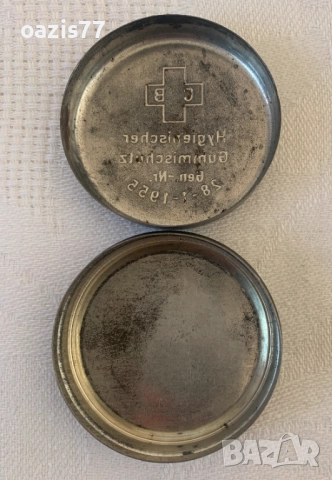 oazis77
C B
Hygienischer
Gummischutz
Gen.-Nr.
28-1-1955
BAZAR